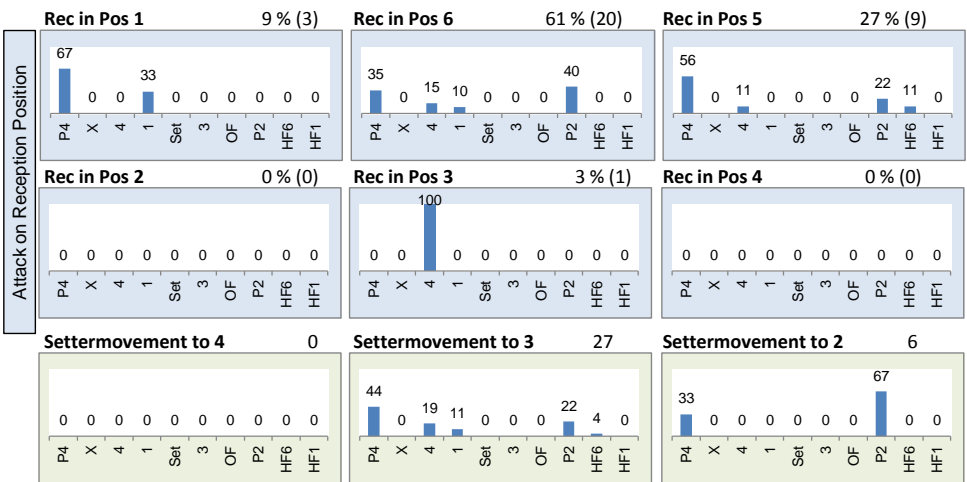 Attack on Reception Position
Rec in Pos 1 9 % (3)
67 0 0 33 0 0 0 0 0 0
P4 X 4 1 Set 3 OF P2 HF6 HF1
Rec in Pos 6 61 % (20)
35 0 15 10 0 0 0 40 0 0
P4 X 4 1 Set 3 OF P2 HF6 HF1
Rec in Pos 5 27 % (9)
56 0 11 0 0 0 0 22 11 0
P4 X 4 1 Set 3 OF P2 HF6 HF1
Rec in Pos 2 0 % (0)
0 0 0 0 0 0 0 0 0 0
P4 X 4 1 Set 3 OF P2 HF6 HF1
Rec in Pos 3 3 % (1)
0 0 100 0 0 0 0 0 0 0
P4 X 4 1 Set 3 OF P2 HF6 HF1
Rec in Pos 4 0 % (0)
0 0 0 0 0 0 0 0 0 0
P4 X 4 1 Set 3 OF P2 HF6 HF1
Settermovement to 4 0
0 0 0 0 0 0 0 0 0 0
P4 X 4 1 Set 3 OF P2 HF6 HF1
Settermovement to 3 27
44 0 19 11 0 0 0 22 4 0
P4 X 4 1 Set 3 OF P2 HF6 HF1
Settermovement to 2 6
33 0 0 0 0 0 0 67 0 0
P4 X 4 1 Set 3 OF P2 HF6 HF1